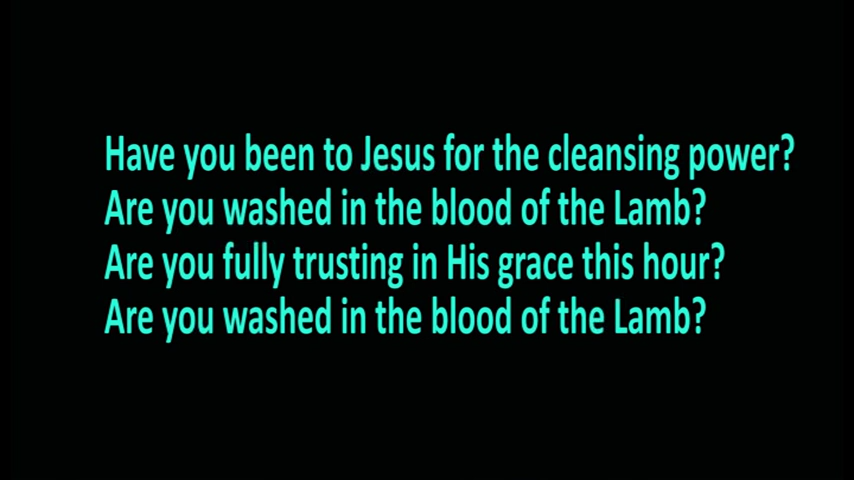 Have you been to Jesus for the cleansing power?
Are you washed in the blood of the Lamb?
Are you fully trusting in His grace this hour?
Are you washed in the blood of the Lamb?